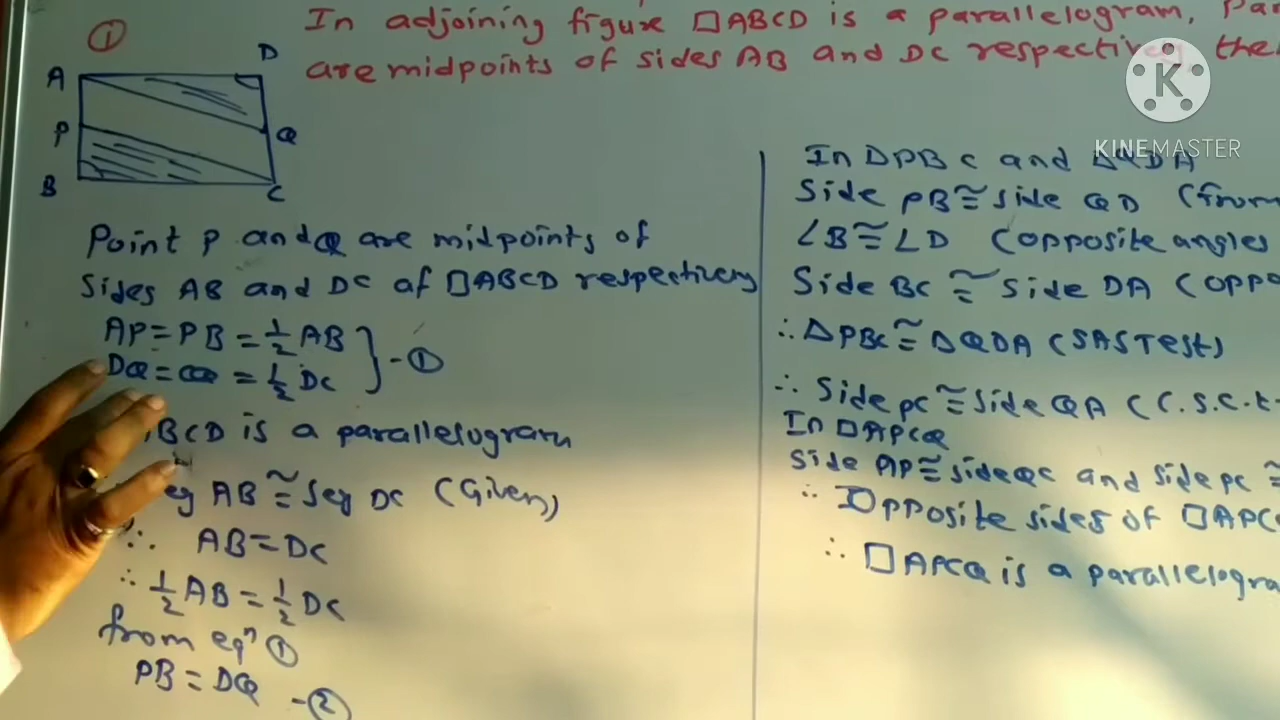 ①
In adjoining figure □ABCD is a parallelogram, P
are midpoints of sides AB and DC respectively the
A
D
P
Q
B
C
K
KINEMASTER
Point P and Q are midpoints of
Sides AB and DC of □ABCD respectively
AP = PB = 1/2 AB
DQ = CQ = 1/2 DC } - ①
BCD is a parallelogram
eg AB ≅ Seg DC (Given)
∴ AB = DC
∴ 1/2 AB = 1/2 DC
from eqⁿ ①
PB = DQ - ②
In ΔPBC and ΔQDA
Side PB ≅ side QD (from
∠B ≅ ∠D (opposite angles
Side BC ≅ Side DA (oppo
∴ ΔPBC ≅ ΔQDA (SAS Test)
∴ Side PC ≅ Side QA (C.S.C.t.
In □APCQ
Side AP ≅ side QC and side PC ≅
∴ Opposite sides of □APC
∴ □APCQ is a parallelogra